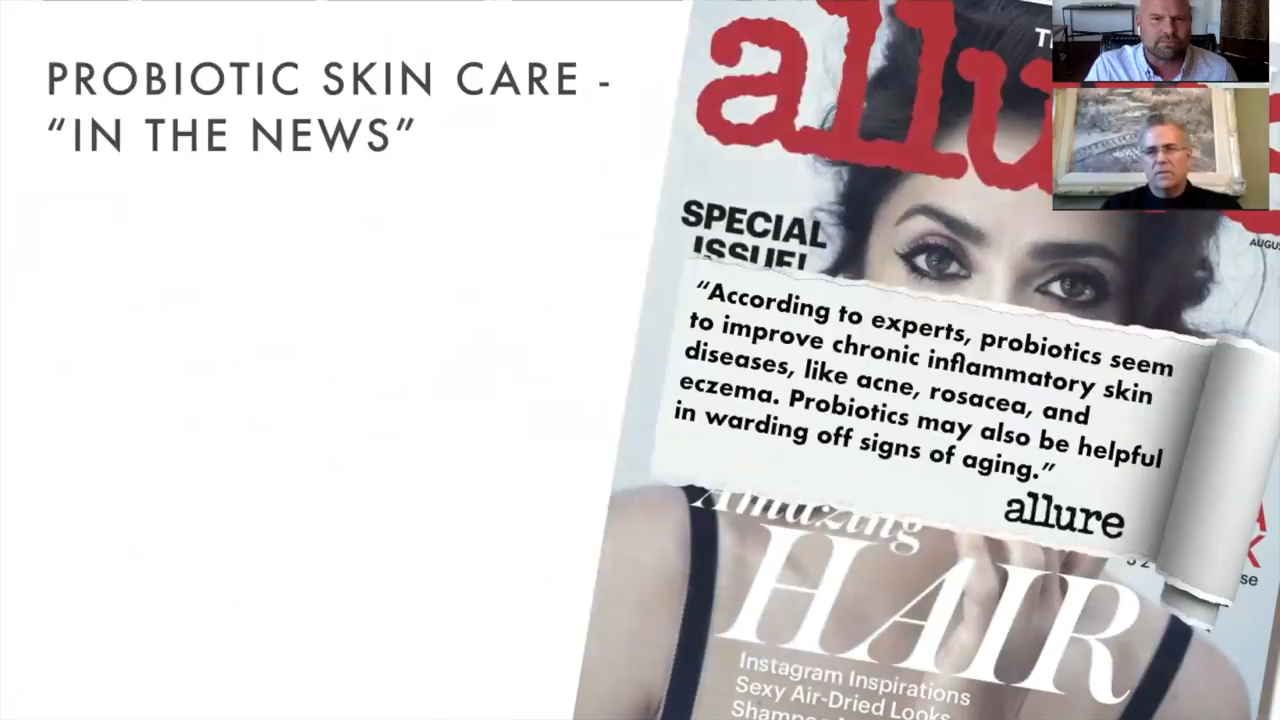 PROBIOTIC SKIN CARE -
“IN THE NEWS”
allu
SPECIAL
ISSUE!
“According to experts, probiotics seem
to improve chronic inflammatory skin
diseases, like acne, rosacea, and
eczema. Probiotics may also be helpful
in warding off signs of aging.”
allure
Amazing
HAIR
Instagram Inspirations
Sexy Air-Dried Looks